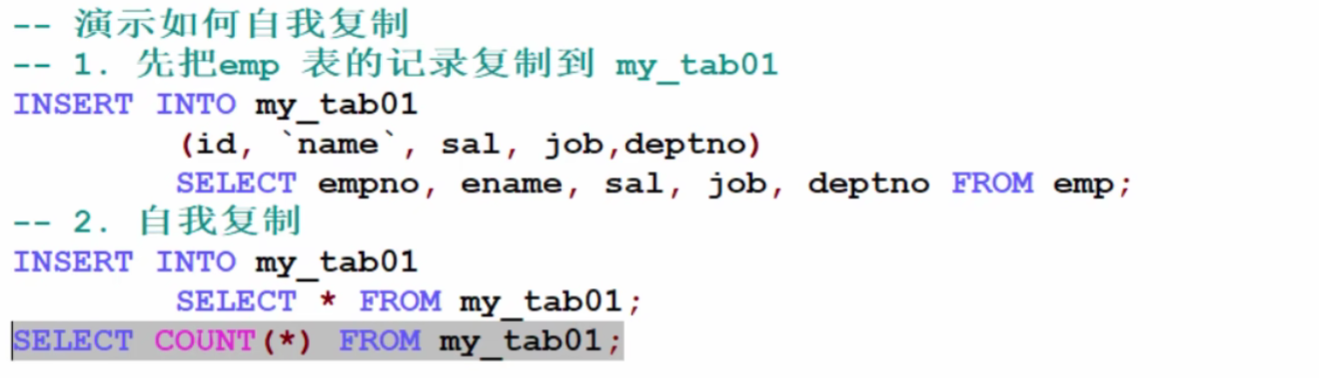 -- 演示如何自我复制
-- 1. 先把emp 表的记录复制到 my_tab01
INSERT INTO my_tab01
(id, `name`, sal, job,deptno)
SELECT empno, ename, sal, job, deptno FROM emp;
-- 2. 自我复制
INSERT INTO my_tab01
SELECT * FROM my_tab01;
SELECT COUNT(*) FROM my_tab01;